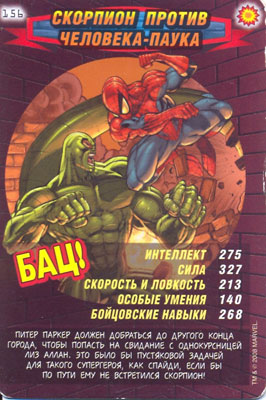 156
СКОРПИОН ПРОТИВ
ЧЕЛОВЕКА-ПАУКА
БАЦ!
ИНТЕЛЛЕКТ 275
СИЛА 327
СКОРОСТЬ И ЛОВКОСТЬ 213
ОСОБЫЕ УМЕНИЯ 140
БОЙЦОВСКИЕ НАВЫКИ 268
ПИТЕР ПАРКЕР ДОЛЖЕН ДОБРАТЬСЯ ДО ДРУГОГО КОНЦА
ГОРОДА, ЧТОБЫ ПОПАСТЬ НА СВИДАНИЕ С ОДНОКУРСНИЦЕЙ
ЛИЗ АЛЛАН. ЭТО БЫЛО БЫ ПУСТЯКОВОЙ ЗАДАЧЕЙ
ДЛЯ ТАКОГО СУПЕРГЕРОЯ, КАК СПАЙДИ, ЕСЛИ БЫ
ПО ПУТИ ЕМУ НЕ ВСТРЕТИЛСЯ СКОРПИОН!
TM & © 2008 MARVEL